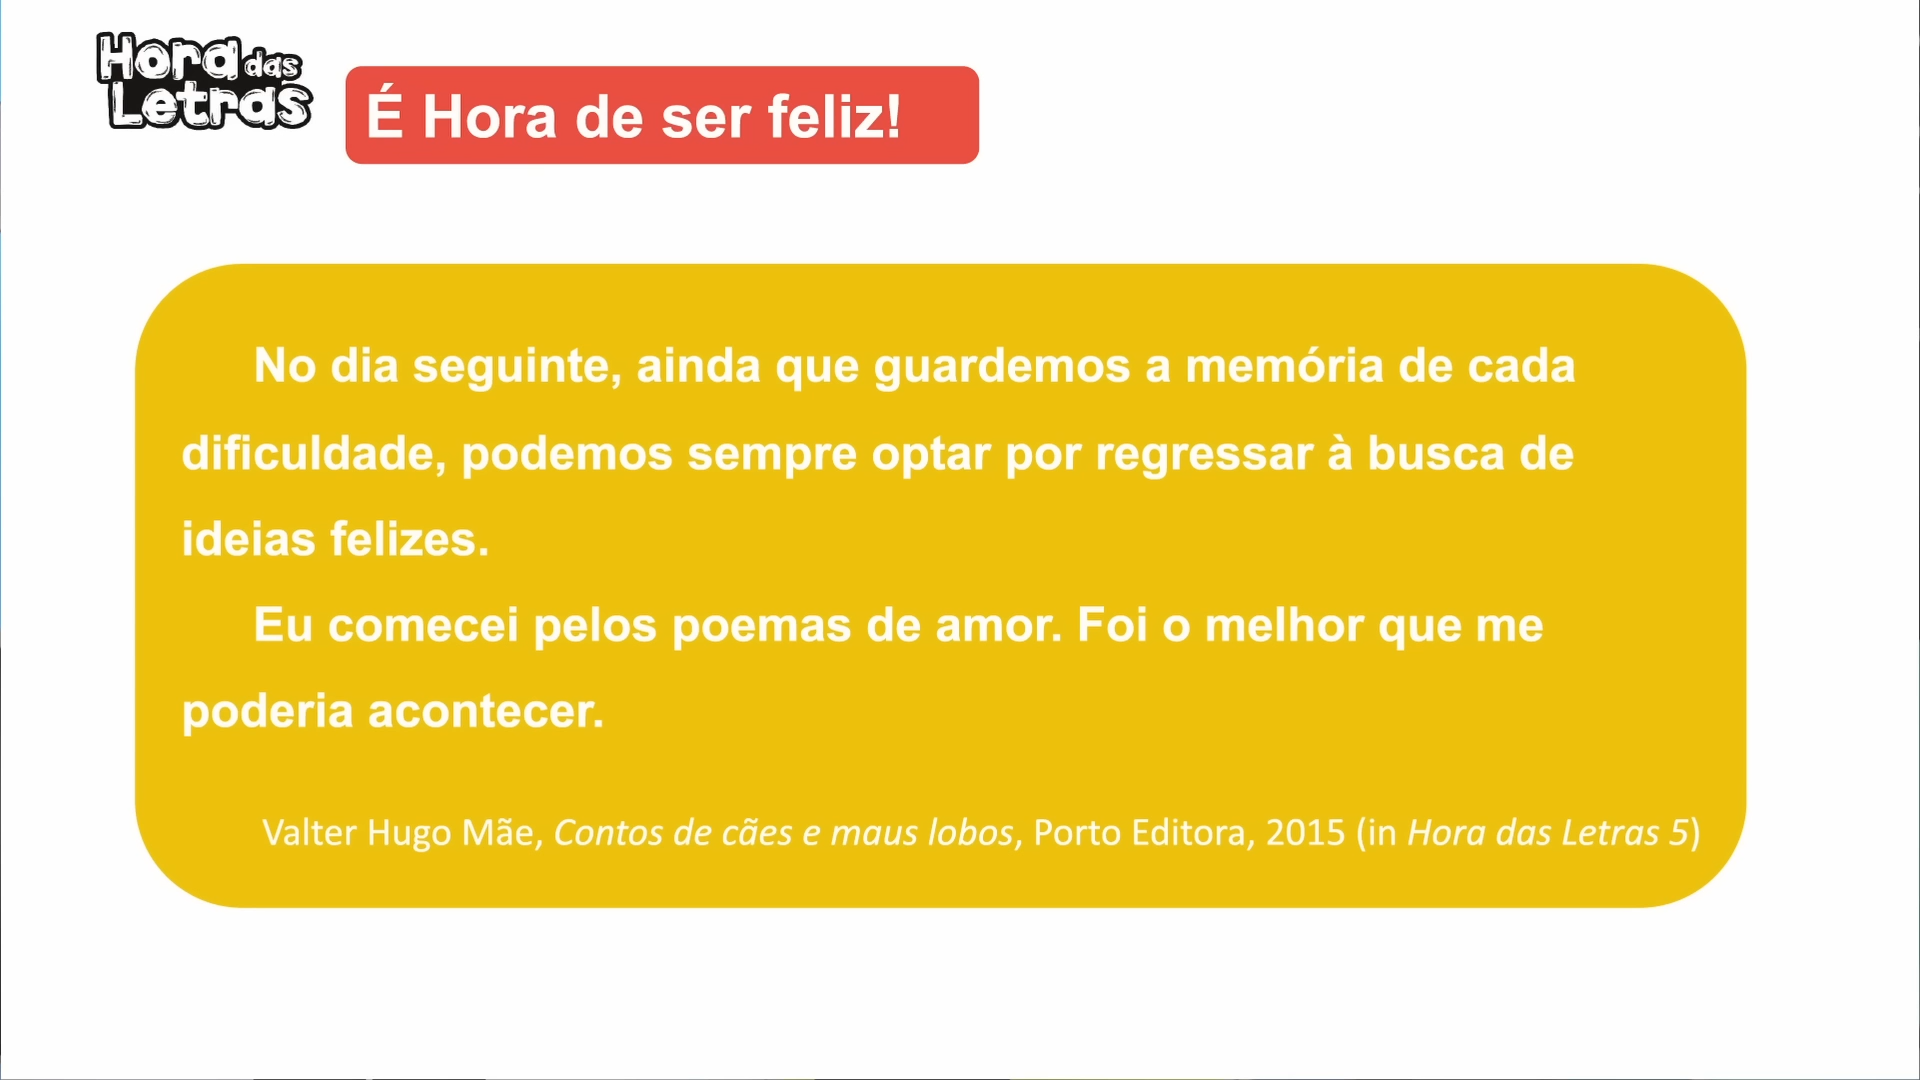 Hora das
Letras
É Hora de ser feliz!
No dia seguinte, ainda que guardemos a memória de cada
dificuldade, podemos sempre optar por regressar à busca de
ideias felizes.
Eu comecei pelos poemas de amor. Foi o melhor que me
poderia acontecer.
Valter Hugo Mãe, Contos de cães e maus lobos, Porto Editora, 2015 (in Hora das Letras 5)